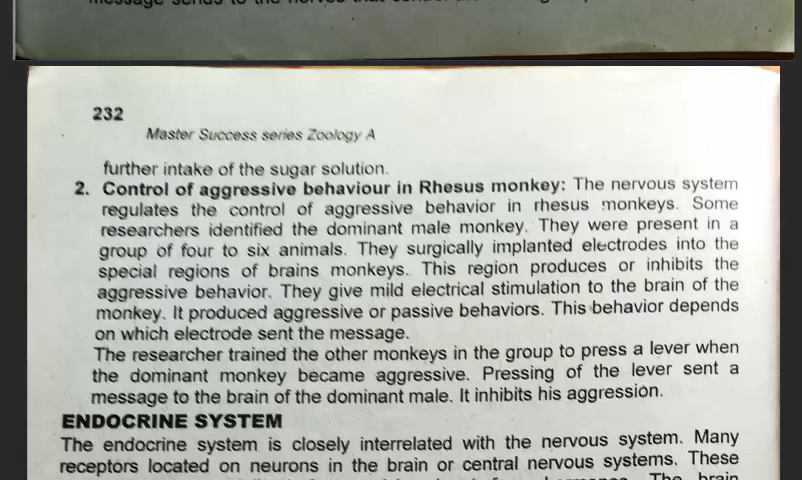 message sends to the nerves that
232
Master Success series Zoology A
further intake of the sugar solution.
2. Control of aggressive behaviour in Rhesus monkey: The nervous system
regulates the control of aggressive behavior in rhesus monkeys. Some
researchers identified the dominant male monkey. They were present in a
group of four to six animals. They surgically implanted electrodes into the
special regions of brains monkeys. This region produces or inhibits the
aggressive behavior. They give mild electrical stimulation to the brain of the
monkey. It produced aggressive or passive behaviors. This behavior depends
on which electrode sent the message.
The researcher trained the other monkeys in the group to press a lever when
the dominant monkey became aggressive. Pressing of the lever sent a
message to the brain of the dominant male. It inhibits his aggression.
ENDOCRINE SYSTEM
The endocrine system is closely interrelated with the nervous system. Many
receptors located on neurons in the brain or central nervous systems. These
The brain